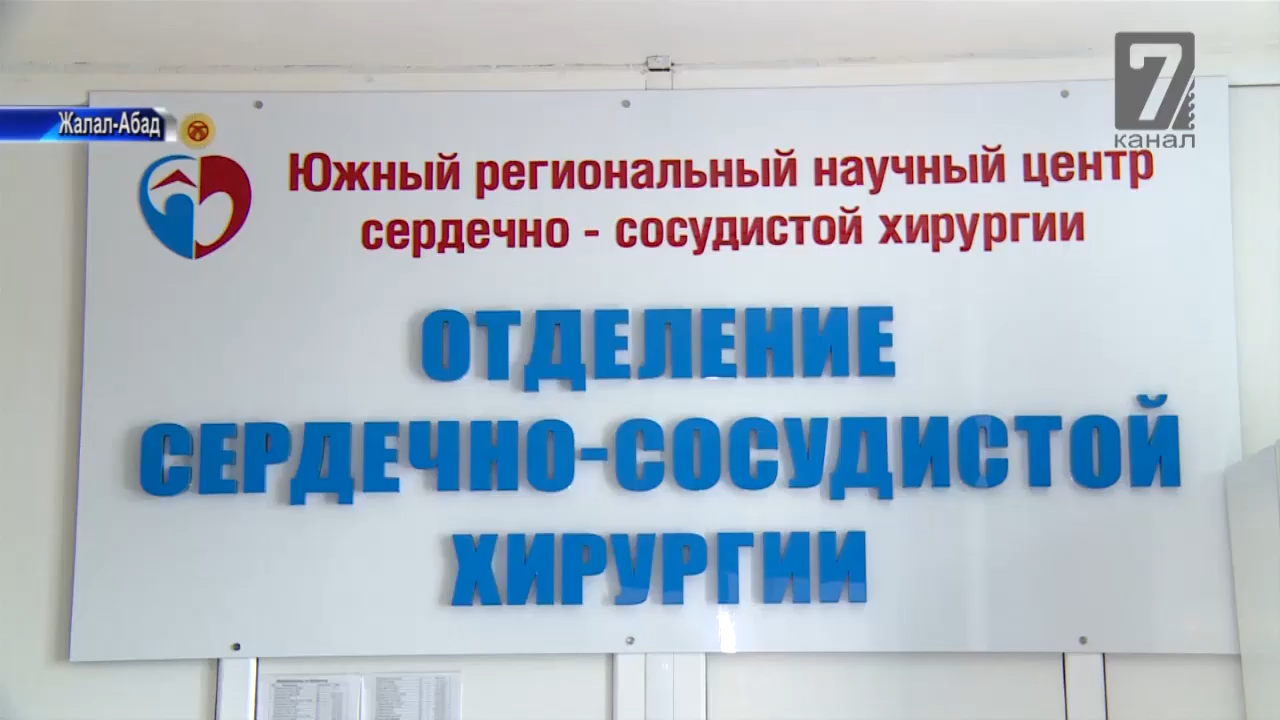 7
канал
Жалал-Абад
Южный региональный научный центр
сердечно - сосудистой хирургии
ОТДЕЛЕНИЕ
СЕРДЕЧНО-СОСУДИСТОЙ
ХИРУРГИИ